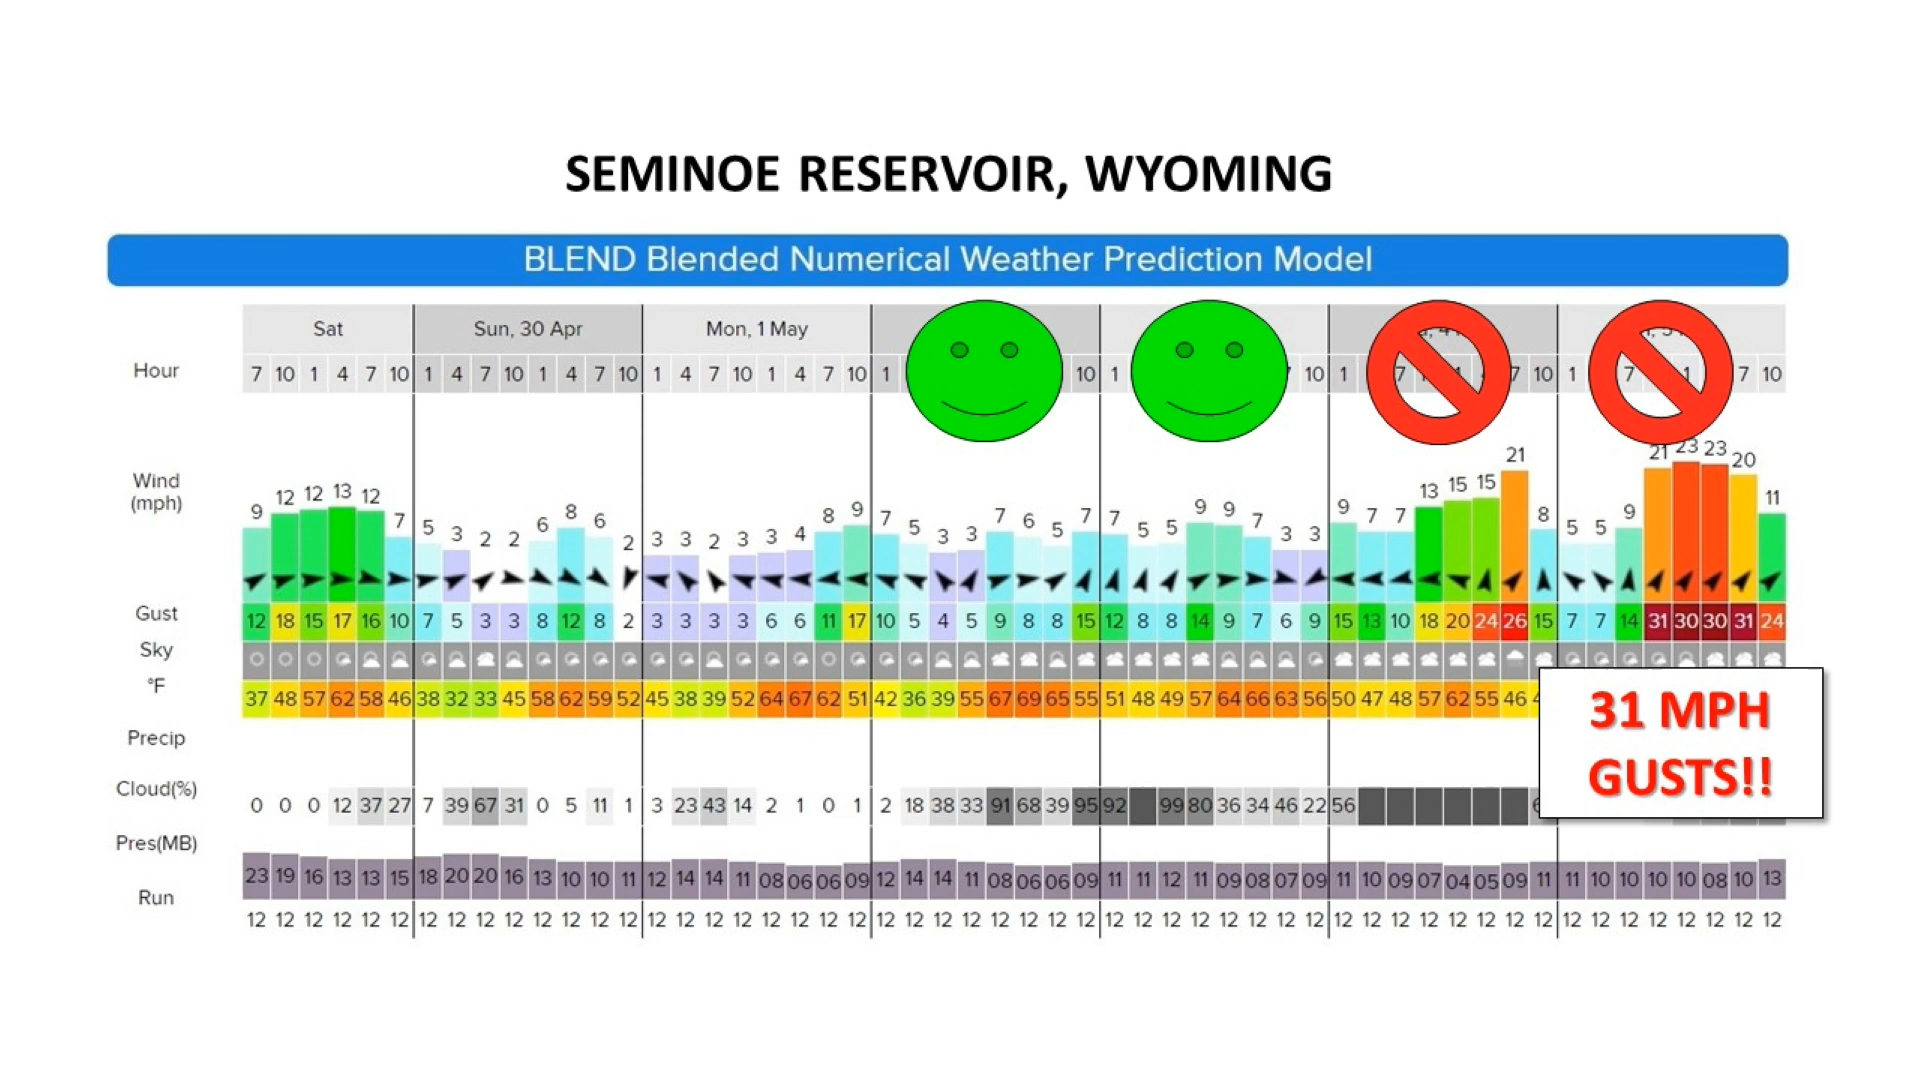 SEMINOE RESERVOIR, WYOMING
BLEND Blended Numerical Weather Prediction Model
Sat Sun, 30 Apr Mon, 1 May
Hour 7 10 1 4 7 10 1 4 7 10 1 4 7 10 1 4 7 10 1 4 7 10 1 10 1 10 1 7 7 10 1 7 1 7 10
Wind
(mph)
9 12 12 13 12 7 5 3 2 2 6 8 6 2 3 3 2 3 3 4 8 9 7 5 3 3 7 6 5 7 7 5 5 9 9 7 3 3 9 7 7 13 15 15 21 8 5 5 9 21 23 23 20 11
Gust 12 18 15 17 16 10 7 5 3 3 8 12 8 2 3 3 3 3 6 6 11 17 10 5 4 5 9 8 8 15 12 8 8 14 9 7 6 9 15 13 10 18 20 24 26 15 7 7 14 31 30 30 31 24
Sky
°F 37 48 57 62 58 46 38 32 33 45 58 62 59 52 45 38 39 52 64 67 62 51 42 36 39 55 67 69 65 55 51 48 49 57 64 66 63 56 50 47 48 57 62 55 46
31 MPH
GUSTS!!
Precip
Cloud(%) 0 0 0 12 37 27 7 39 67 31 0 5 11 1 3 23 43 14 2 1 0 1 2 18 38 33 91 68 39 95 92 99 80 36 34 46 22 56
Pres(MB) 23 19 16 13 13 15 18 20 20 16 13 10 10 11 12 14 14 11 08 06 06 09 12 14 14 11 08 06 06 09 11 11 12 11 09 08 07 09 11 10 09 07 04 05 09 11 11 10 10 10 10 08 10 13
Run 12 12 12 12 12 12 12 12 12 12 12 12 12 12 12 12 12 12 12 12 12 12 12 12 12 12 12 12 12 12 12 12 12 12 12 12 12 12 12 12 12 12 12 12 12 12 12 12 12 12 12 12 12 12